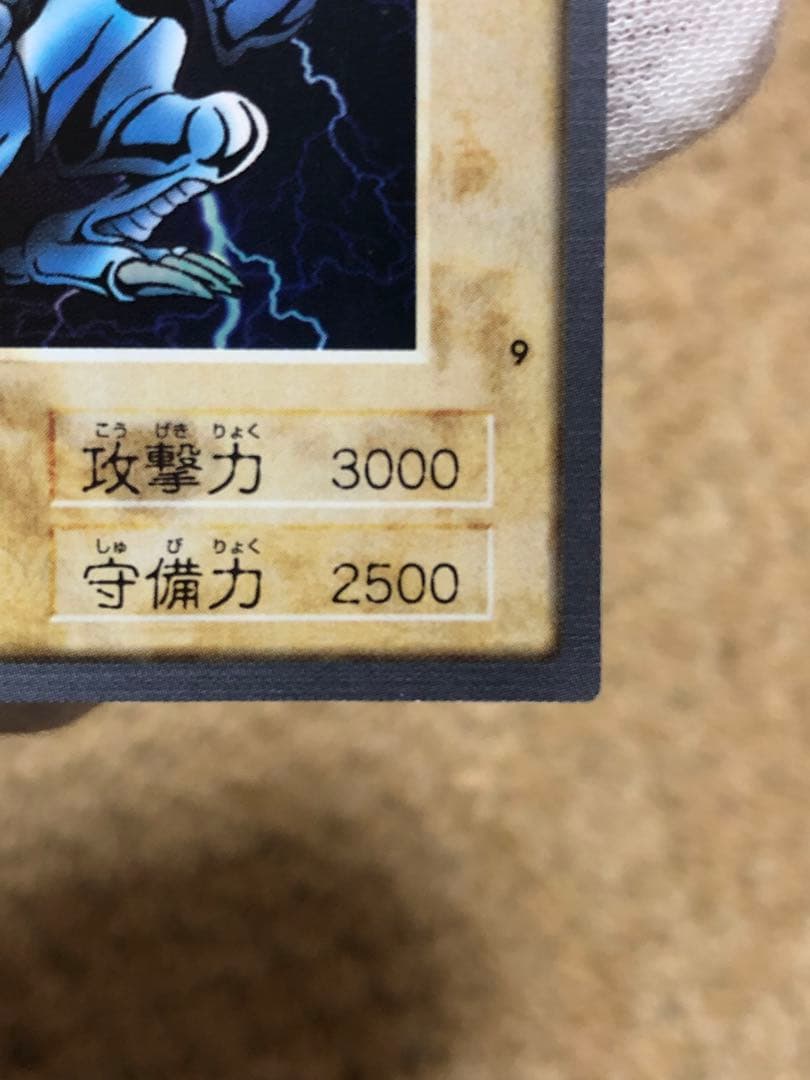 9
こう げき りょく
攻撃力 3000
しゅ び りょく
守備力 2500